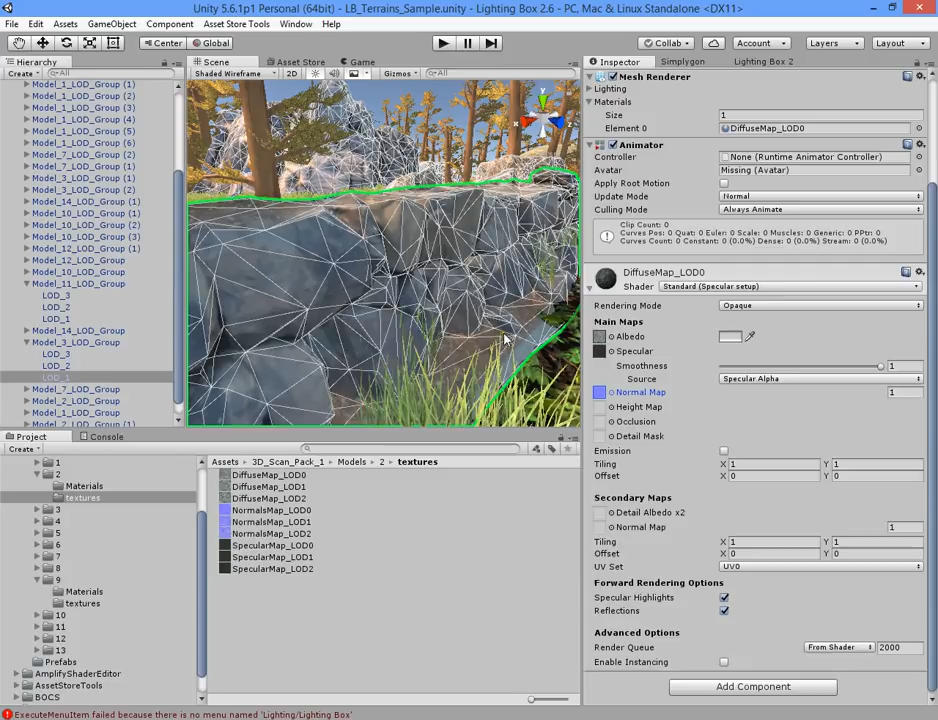 Unity 5.6.1p1 Personal (64bit) - LB_Terrains_Sample.unity - Lighting Box 2.6 - PC, Mac & Linux Standalone <DX11>
File Edit Assets GameObject Component Asset Store Tools Window Help
Center Global Collab Account Layers Layout
Hierarchy
Create All
Model_1_LOD_Group (1)
Model_1_LOD_Group (2)
Model_1_LOD_Group (3)
Model_1_LOD_Group (4)
Model_1_LOD_Group (5)
Model_1_LOD_Group (6)
Model_7_LOD_Group (2)
Model_7_LOD_Group (1)
Model_3_LOD_Group (1)
Model_3_LOD_Group (2)
Model_14_LOD_Group (1)
Model_10_LOD_Group (1)
Model_10_LOD_Group (2)
Model_10_LOD_Group (3)
Model_12_LOD_Group (1)
Model_12_LOD_Group
Model_10_LOD_Group
Model_11_LOD_Group
LOD_3
LOD_2
LOD_1
Model_14_LOD_Group
Model_3_LOD_Group
LOD_3
LOD_2
LOD_1
Model_7_LOD_Group
Model_2_LOD_Group
Model_2_LOD_Group (1)
Scene Asset Store Game
Shaded Wireframe 2D Gizmos All
y
x
z
Project Console
Create
1
2
Materials
textures
3
4
5
6
7
8
9
Materials
textures
10
11
12
13
Prefabs
AmplifyShaderEditor
AssetStoreTools
BOCS
Assets 3D_Scan_Pack_1 Models 2 textures
DiffuseMap_LOD0
DiffuseMap_LOD1
DiffuseMap_LOD2
NormalsMap_LOD0
NormalsMap_LOD1
NormalsMap_LOD2
SpecularMap_LOD0
SpecularMap_LOD1
SpecularMap_LOD2
Inspector Simplygon Lighting Box 2
Mesh Renderer
Lighting
Materials
Size 1
Element 0 DiffuseMap_LOD0
Animator
Controller None (Runtime Animator Controller)
Avatar Missing (Avatar)
Apply Root Motion
Update Mode Normal
Culling Mode Always Animate
Clip Count: 0
Curves Pos: 0 Quat: 0 Euler: 0 Scale: 0 Muscles: 0 Generic: 0 PPtr: 0
Curves Count: 0 Constant: 0 (0.0%) Dense: 0 (0.0%) Stream: 0 (0.0%)
DiffuseMap_LOD0
Shader Standard (Specular setup)
Rendering Mode Opaque
Main Maps
Albedo
Specular
Smoothness 1
Source Specular Alpha
Normal Map 1
Height Map
Occlusion
Detail Mask
Emission
Tiling X 1 Y 1
Offset X 0 Y 0
Secondary Maps
Detail Albedo x2
Normal Map 1
Tiling X 1 Y 1
Offset X 0 Y 0
UV Set UV0
Forward Rendering Options
Specular Highlights
Reflections
Advanced Options
Render Queue From Shader 2000
Enable Instancing
Add Component
ExecuteMenuItem failed because there is no menu named 'Lighting/Lighting Box'